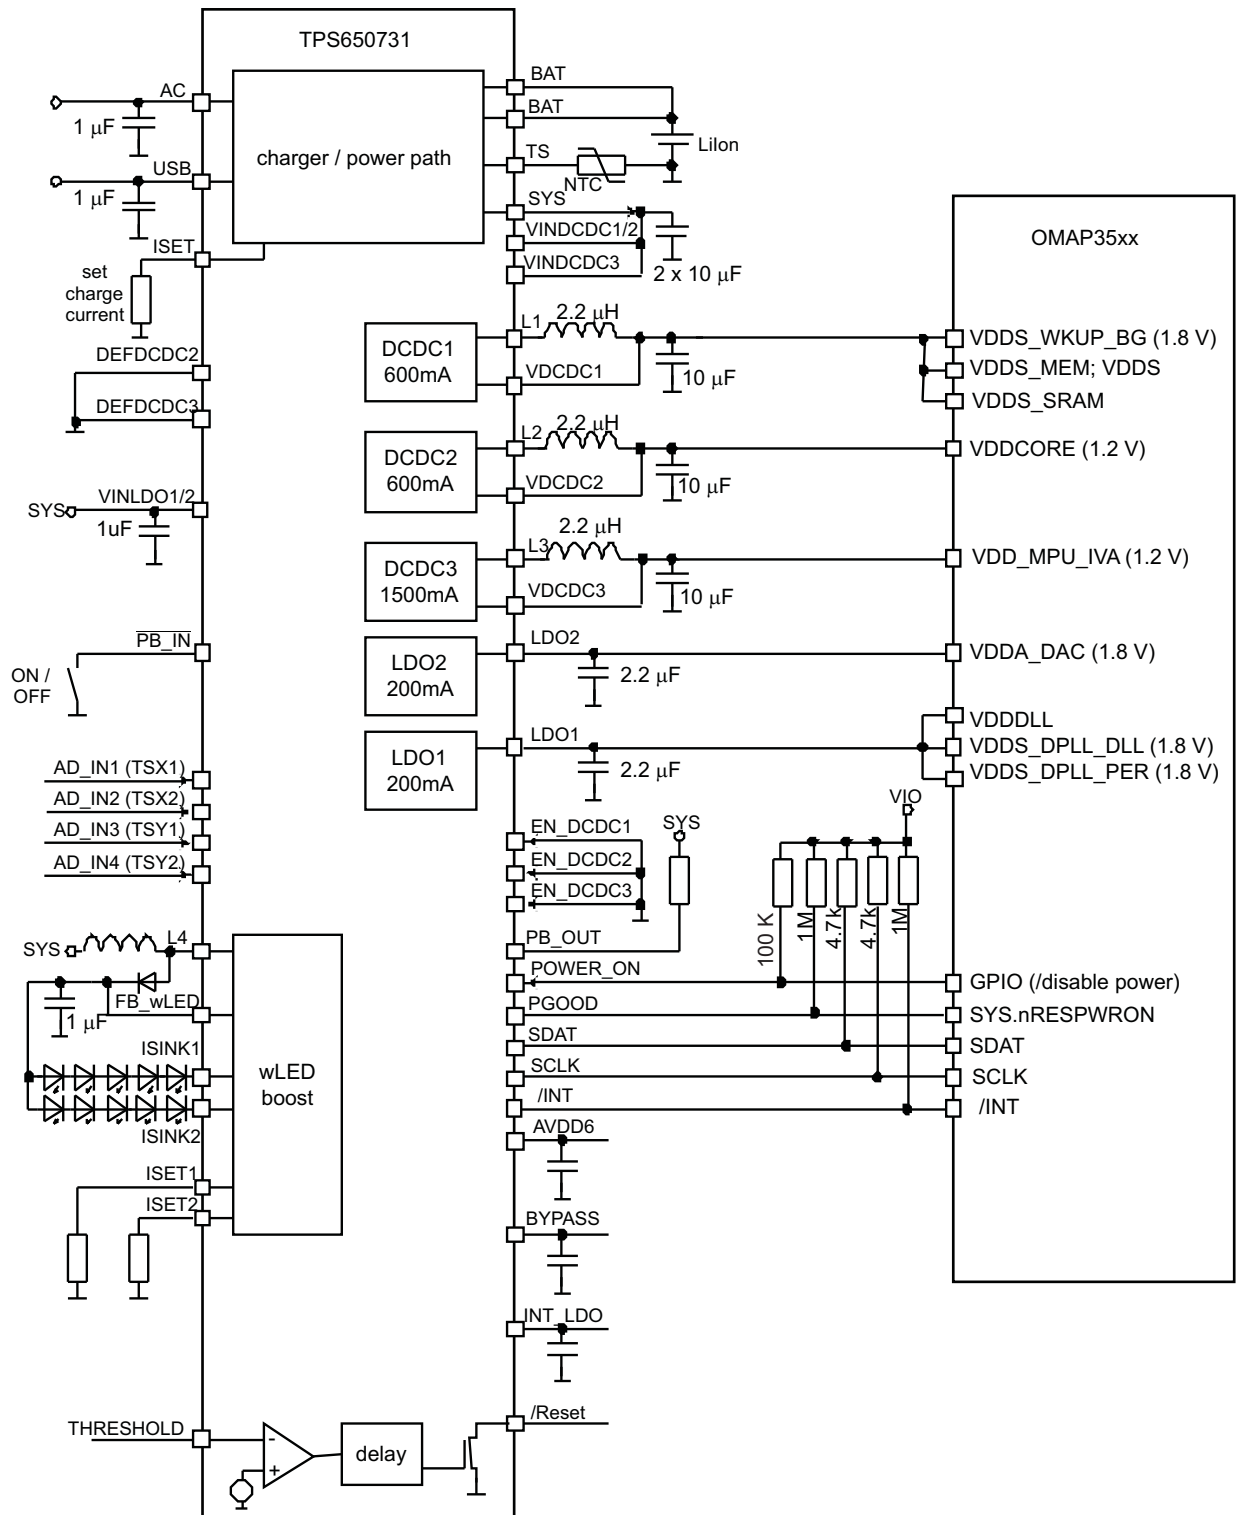 TPS650731
charger / power path
AC
1 μF
USB
1 μF
ISET
set
charge
current
DEFDCDC2
DEFDCDC3
SYS
VINLDO1/2
1uF
PB_IN
ON /
OFF
AD_IN1 (TSX1)
AD_IN2 (TSX2)
AD_IN3 (TSY1)
AD_IN4 (TSY2)
SYS
L4
FB_wLED
1 μF
ISINK1
ISINK2
wLED
boost
ISET1
ISET2
THRESHOLD
-
+
delay
BAT
BAT
LiIon
TS
NTC
SYS
VINDCDC1/2
VINDCDC3
2 x 10 μF
DCDC1
600mA
L1
2.2 μH
VDCDC1
10 μF
DCDC2
600mA
L2
2.2 μH
VDCDC2
10 μF
DCDC3
1500mA
L3
2.2 μH
VDCDC3
10 μF
LDO2
200mA
LDO2
2.2 μF
LDO1
200mA
LDO1
2.2 μF
EN_DCDC1
EN_DCDC2
EN_DCDC3
SYS
PB_OUT
POWER_ON
PGOOD
SDAT
SCLK
/INT
AVDD6
BYPASS
INT_LDO
/Reset
VIO
100 K
1M
4.7k
4.7k
1M
OMAP35xx
VDDS_WKUP_BG (1.8 V)
VDDS_MEM; VDDS
VDDS_SRAM
VDDCORE (1.2 V)
VDD_MPU_IVA (1.2 V)
VDDA_DAC (1.8 V)
VDDDLL
VDDS_DPLL_DLL (1.8 V)
VDDS_DPLL_PER (1.8 V)
GPIO (/disable power)
SYS.nRESPWRON
SDAT
SCLK
/INT